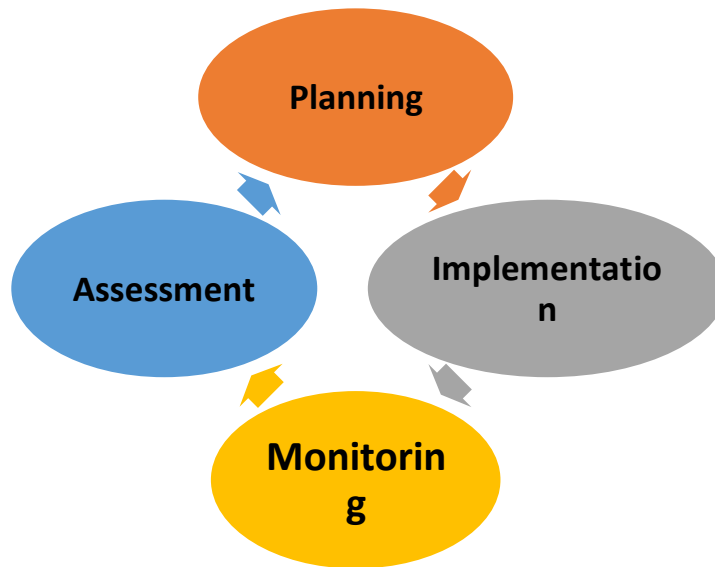 Planning
Assessment
Implementatio
n
Monitorin
g